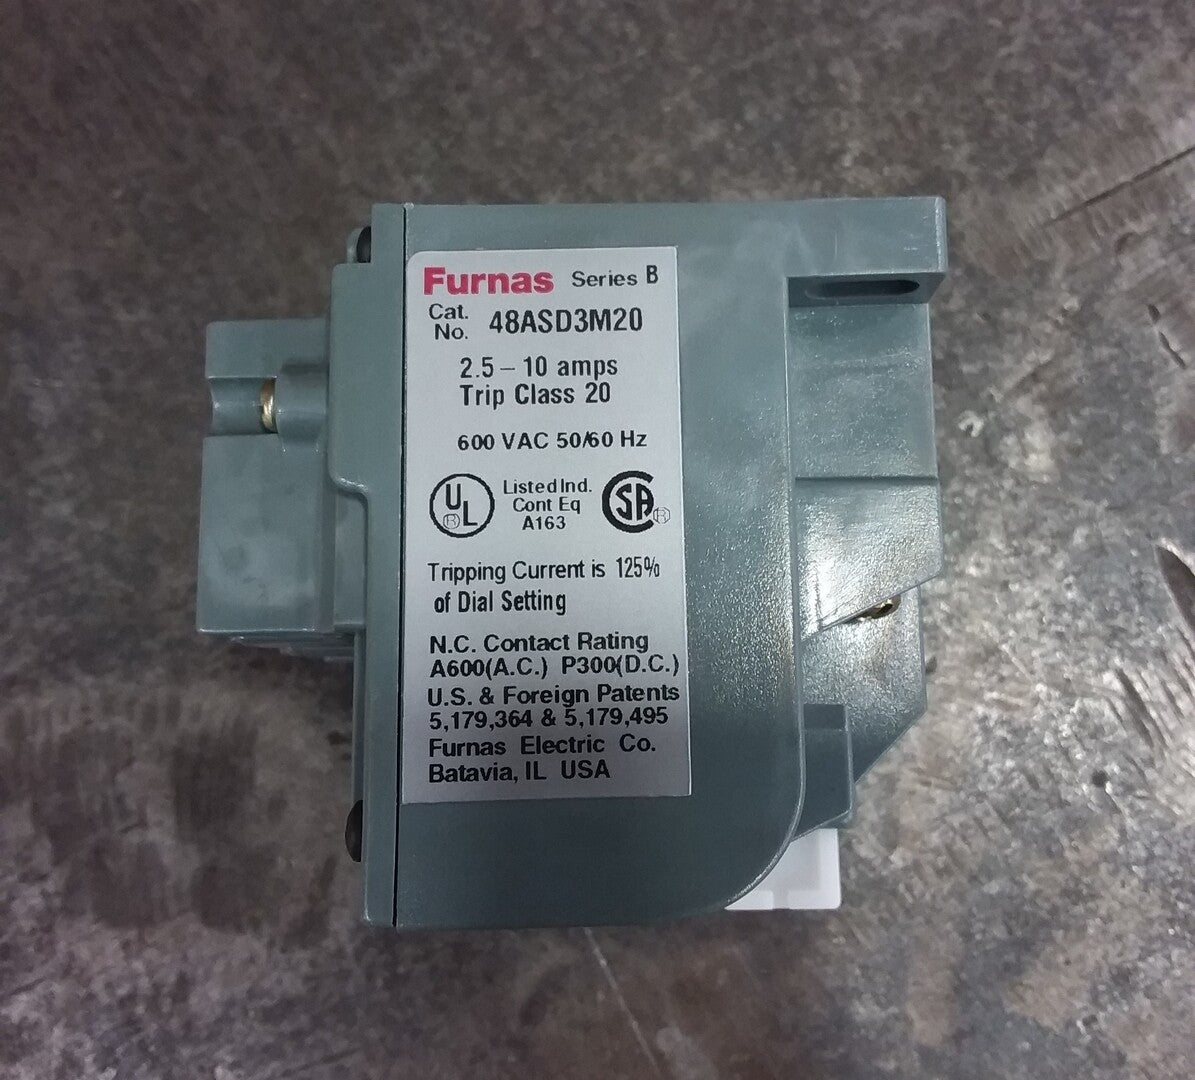 Furnas Series B
Cat. No. 48ASD3M20
2.5 – 10 amps
Trip Class 20
600 VAC 50/60 Hz
UL ® Listed Ind. Cont Eq A163 SA ®
Tripping Current is 125%
of Dial Setting
N.C. Contact Rating
A600(A.C.) P300(D.C.)
U.S. & Foreign Patents
5,179,364 & 5,179,495
Furnas Electric Co.
Batavia, IL USA